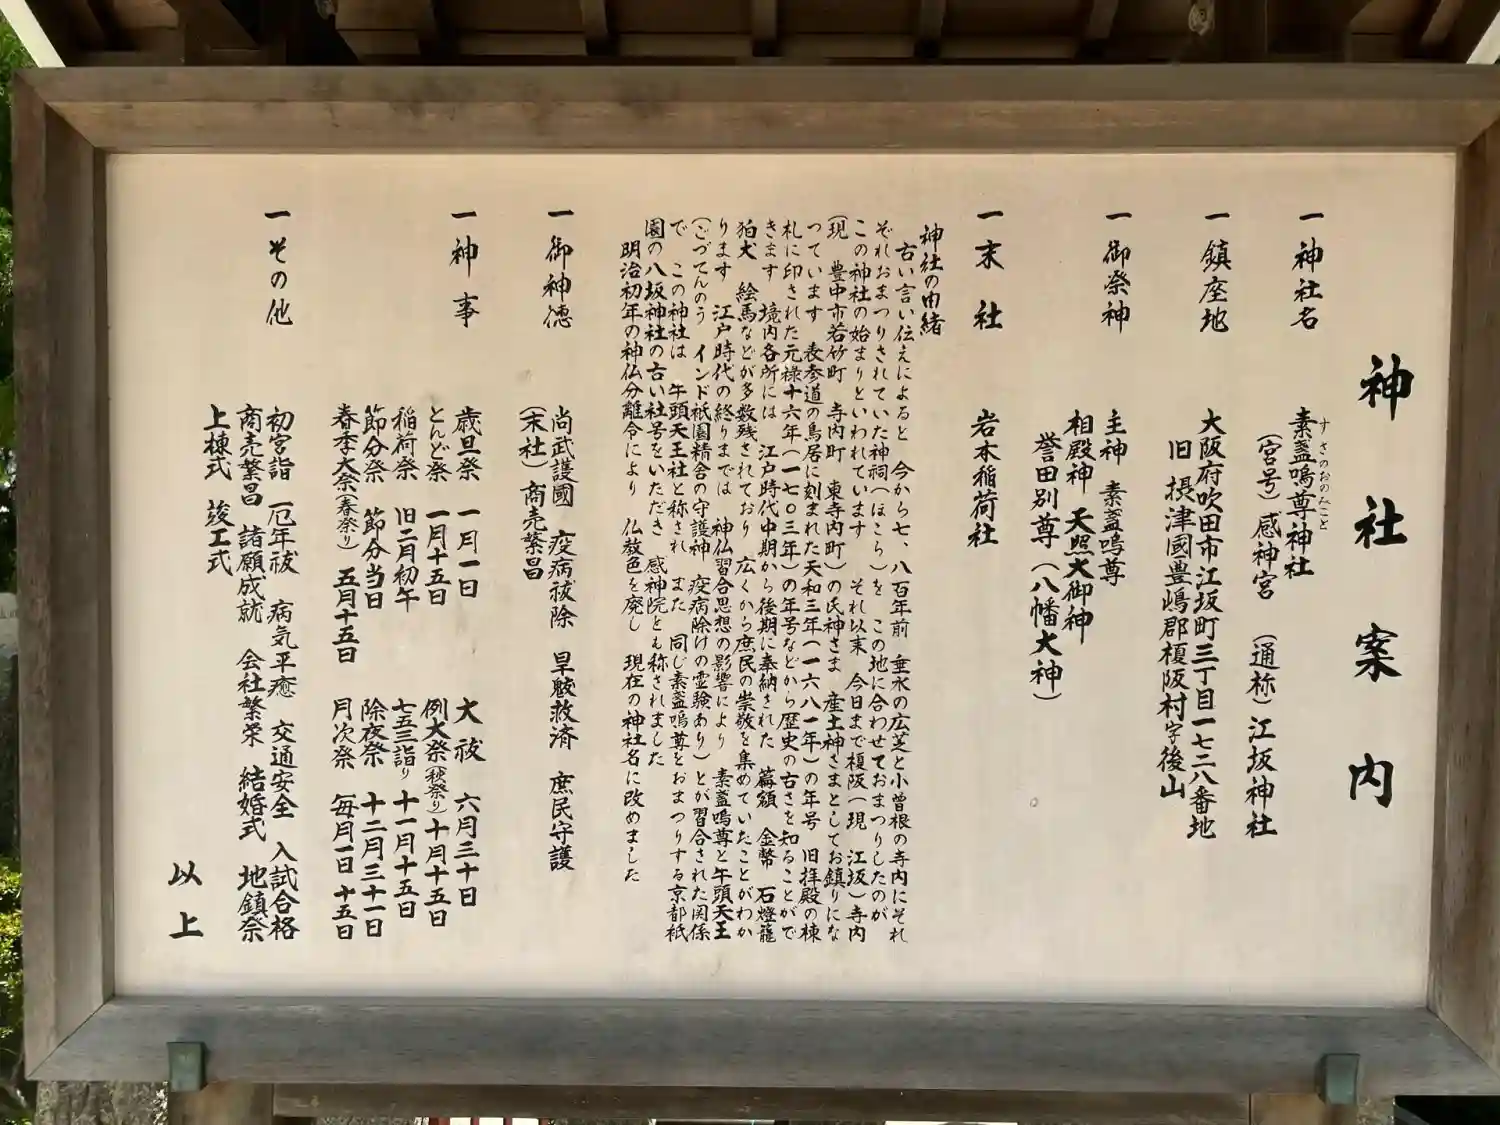 神社案内
一 神社名
素盞嗚尊神社
すさのおのみこと
(宮号)感神宮 (通称)江坂神社
一 鎮座地
大阪府吹田市江坂町三丁目一七二八番地
旧 摂津國豊嶋郡榎阪村字後山
一 御祭神
主神 素盞嗚尊
相殿神 天照大御神
誉田別尊(八幡大神)
一 末社
岩本稲荷社
神社の由緒
古い言い伝えによると 今から七、八百年前 垂水の広芝と小曽根の寺内にそれ
ぞれおまつりされていた神祠(ほこら)を この地に合わせておまつりしたのが
この神社の始まりといわれています それ以来 今日まで榎阪(現 江坂)寺内
(現 豊中市若竹町 寺内町 東寺内町)の氏神さま 産土神さまとしてお鎮りにな
っています 表参道の鳥居に刻まれた天和三年(一六八一年)の年号 旧拝殿の棟
札に印された元禄十六年(一七〇三年)の年号などから歴史の古さを知ることがで
きます 境内各所には 江戸時代中期から後期に奉納された 篇額 金幣 石燈籠
狛犬 絵馬などが多数残されており 広くから庶民の崇敬を集めていたことがわか
ります 江戸時代の終りまでは 神仏習合思想の影響により 素盞嗚尊と午頭天王
(ごづてんのう インド祇園精舎の守護神 疫病除けの霊験あり)とが習合された関係
で この神社は 午頭天王社と称され また 同じ素盞嗚尊をおまつりする京都祇
園の八坂神社の古い社号をいただき 感神院とも称されました
明治初年の神仏分離令により 仏教色を廃し 現在の神社名に改めました
一 御神徳
尚武護國 疫病祓除 旱魃救済 庶民守護
(末社)商売繁昌
一 神事
歳旦祭 一月一日 大祓 六月三十日
とんど祭 一月十五日 例大祭(秋祭り)十月十五日
稲荷祭 旧二月初午 七五三詣り 十一月十五日
節分祭 節分当日 除夜祭 十二月三十一日
春季大祭(春祭り) 五月十五日 月次祭 毎月一日 十五日
一 その他
初宮詣 厄年祓 病気平癒 交通安全 入試合格
商売繁昌 諸願成就 会社繁栄 結婚式 地鎮祭
上棟式 竣工式
以上